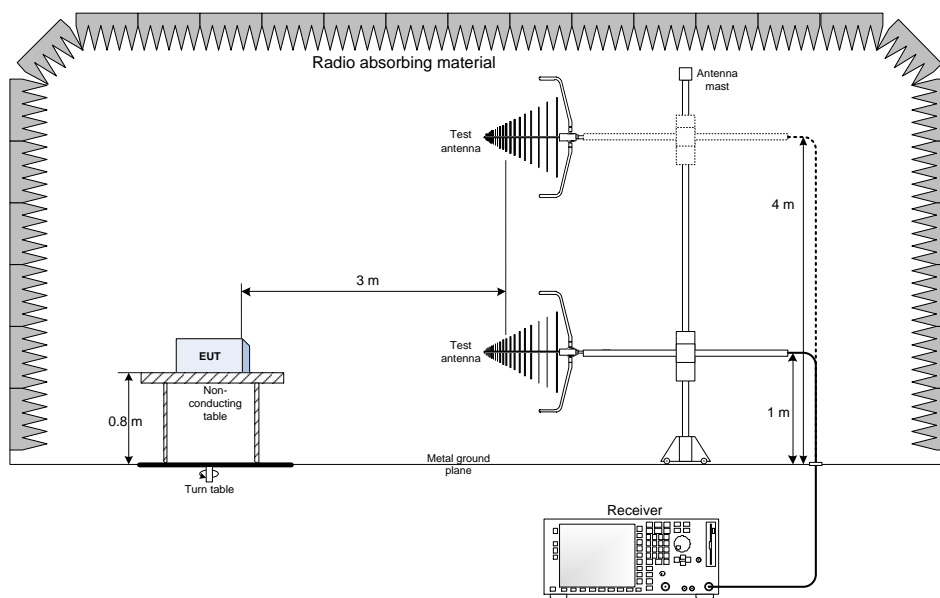 Radio absorbing material
Antenna
mast
Test
antenna
4 m
3 m
Test
antenna
EUT
Non-
conducting
table
0.8 m
1 m
Metal ground
plane
Turn table
Receiver